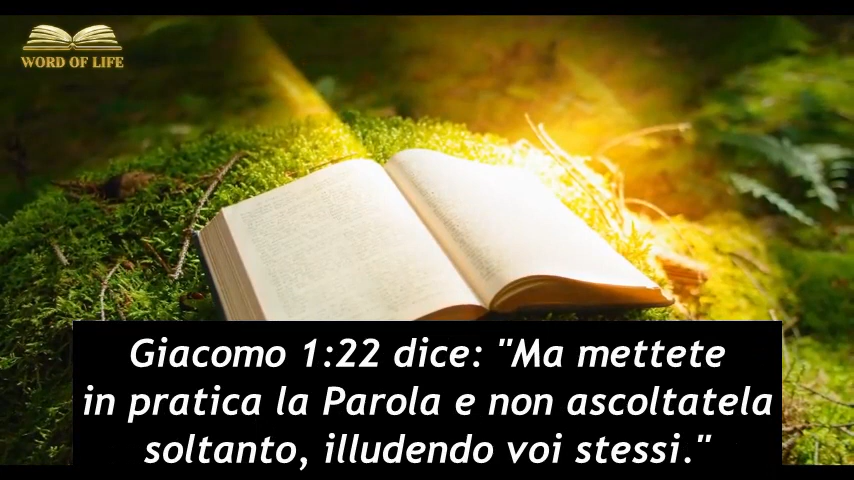 WORD OF LIFE
Giacomo 1:22 dice: "Ma mettete
in pratica la Parola e non ascoltatela
soltanto, illudendo voi stessi."